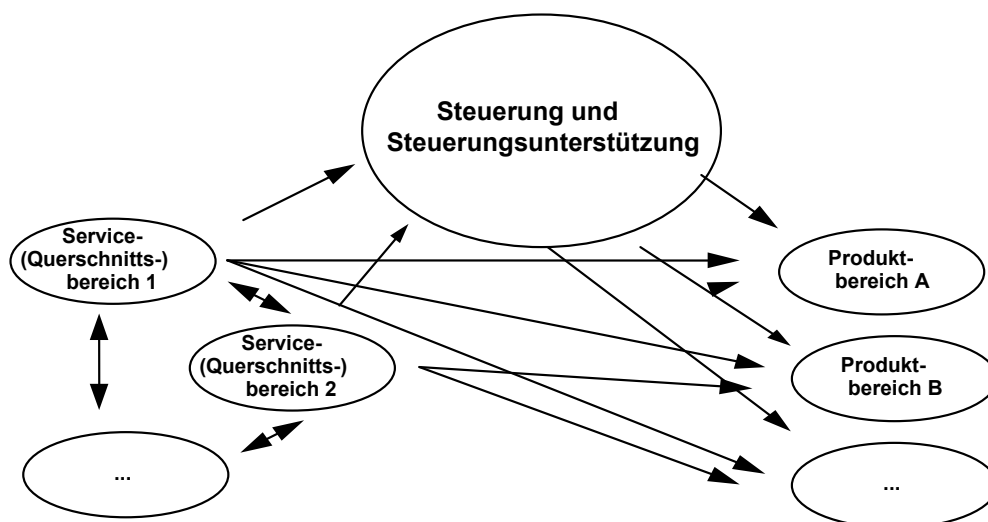 Steuerung und
Steuerungsunterstützung
Service-
(Querschnitts-)
bereich 1
Produkt-
bereich A
Service-
(Querschnitts-)
bereich 2
Produkt-
bereich B
...
...